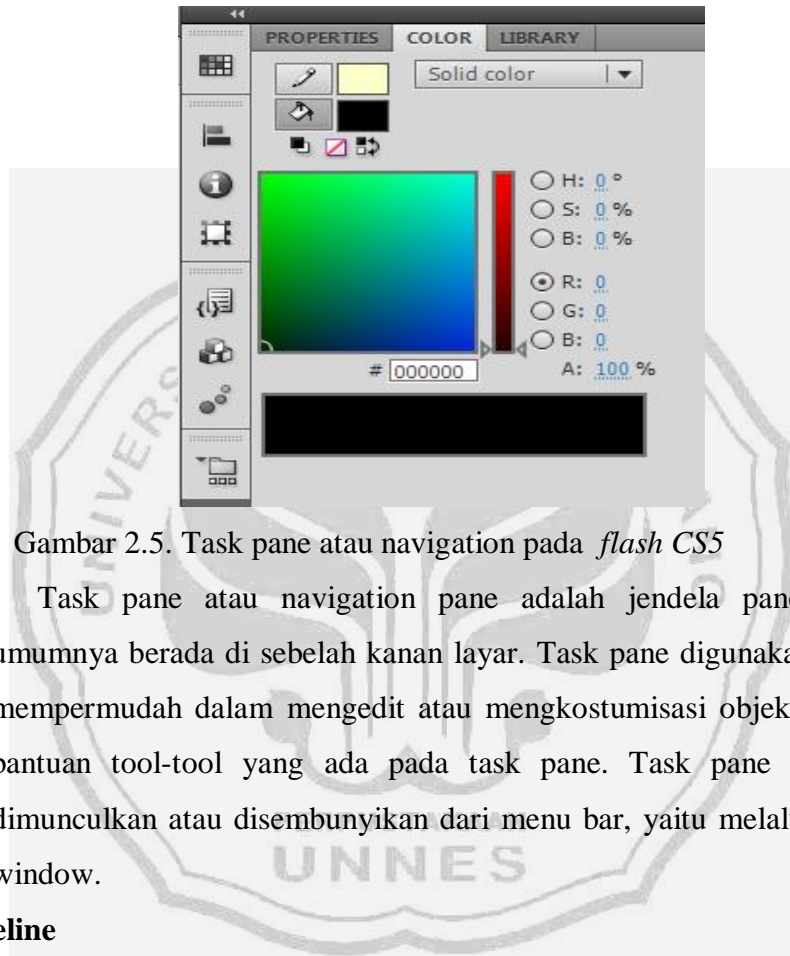 PROPERTIES COLOR LIBRARY
Solid color
H: 0 °
S: 0 %
B: 0 %
R: 0
G: 0
B: 0
# 000000 A: 100 %
Gambar 2.5. Task pane atau navigation pada flash CS5
Task pane atau navigation pane adalah jendela
umumnya berada di sebelah kanan layar. Task pane
mempermudah dalam mengedit atau mengkostumisasi objek
bantuan tool-tool yang ada pada task pane. Task pane
dimunculkan atau disembunyikan dari menu bar, yaitu
window.
eline
UNNES